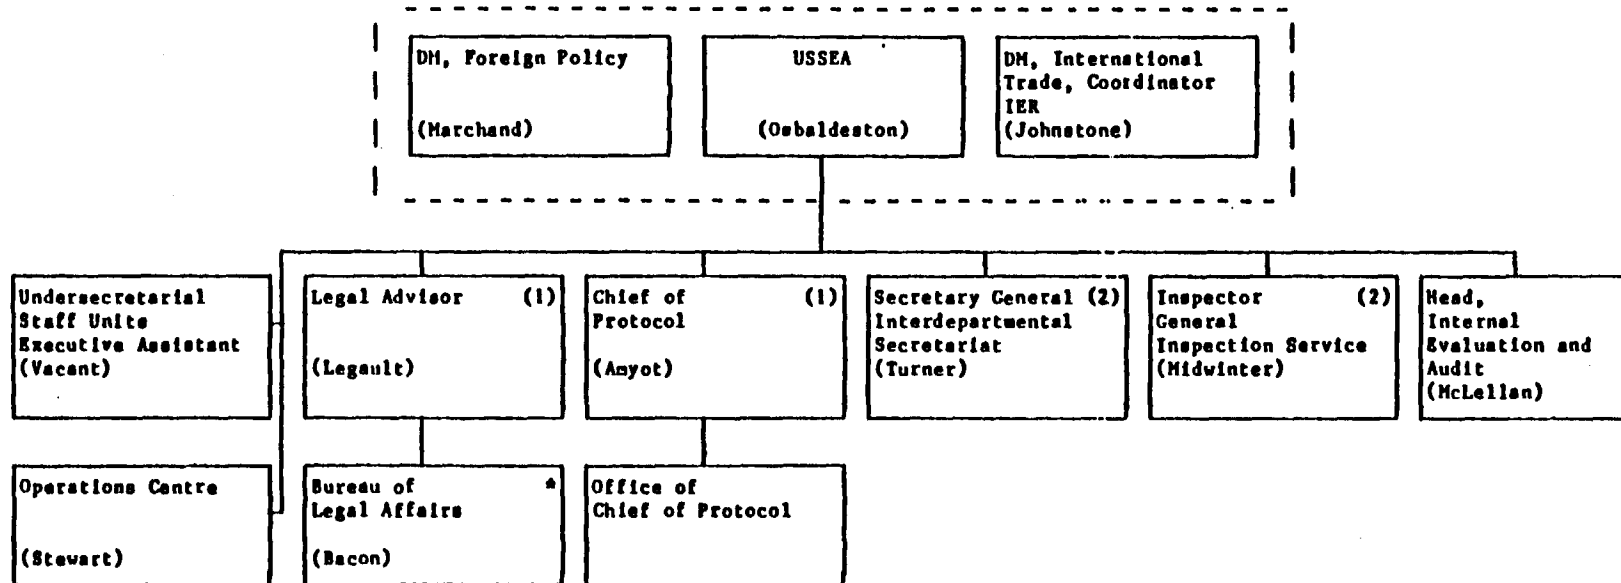 DM, Foreign Policy
(Marchand)
USSEA
(Osbaldeston)
DM, International
Trade, Coordinator
IER
(Johnstone)
Undersecretarial
Staff Units
Executive Assistant
(Vacant)
Legal Advisor (1)
(Legault)
Chief of (1)
Protocol
(Amyot)
Secretary General (2)
Interdepartmental
Secretariat
(Turner)
Inspector (2)
General
Inspection Service
(Midwinter)
Head,
Internal
Evaluation and
Audit
(McLellan)
Operations Centre
(Stewart)
Bureau of *
Legal Affairs
(Bacon)
Office of
Chief of Protocol